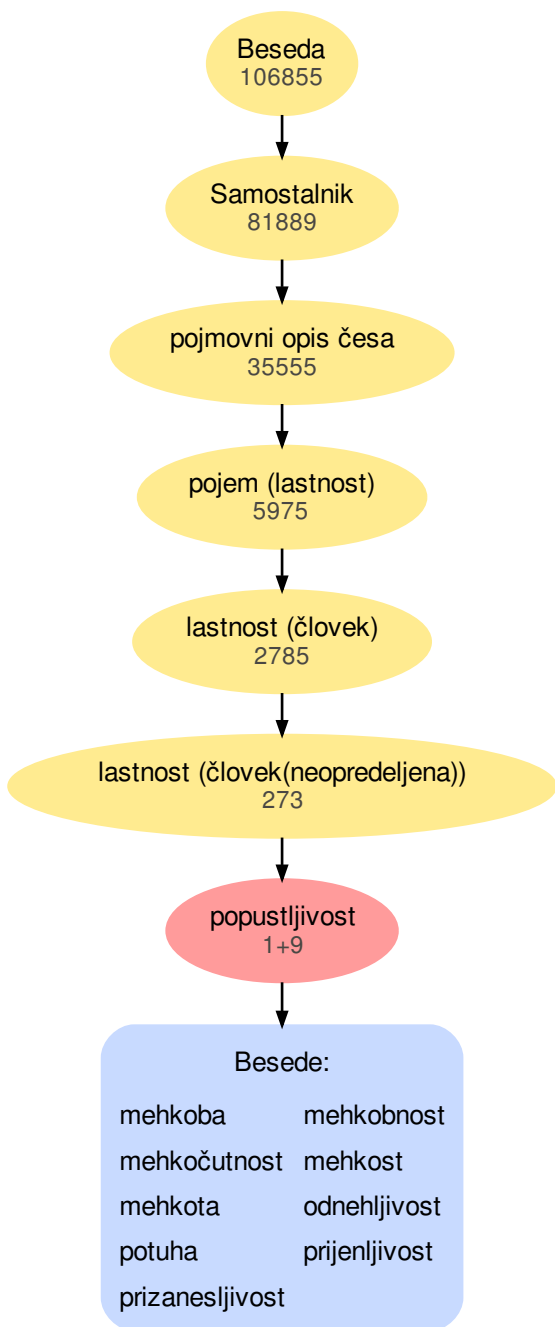 Beseda
106855
Samostalnik
81889
pojmovni opis česa
35555
pojem (lastnost)
5975
lastnost (človek)
2785
lastnost (človek(neopredeljena))
273
popustljivost
1+9
Besede:
mehkoba mehkobnost
mehkočutnost mehkost
mehkota odnehljivost
potuha prijenljivost
prizanesljivost